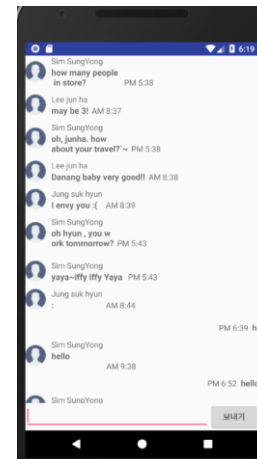 6:19
Sim SungYong
how many people
in store? PM 5:38
Lee jun ha
may be 3! AM 8:37
Sim SungYong
oh, junha. how
about your travel?~ PM 5:38
Lee jun ha
Danang baby very good!! AM 8:38
Jung suk hyun
I envy you :( AM 8:39
Sim SungYong
oh hyun , you w
ork tommorrow? PM 5:43
Sim SungYong
yaya~iffy iffy Yaya PM 5:43
Jung suk hyun
: AM 8:44
PM 6:39 h
Sim SungYong
hello
AM 9:38
PM 6:52 hello
Sim SungYong
보내기